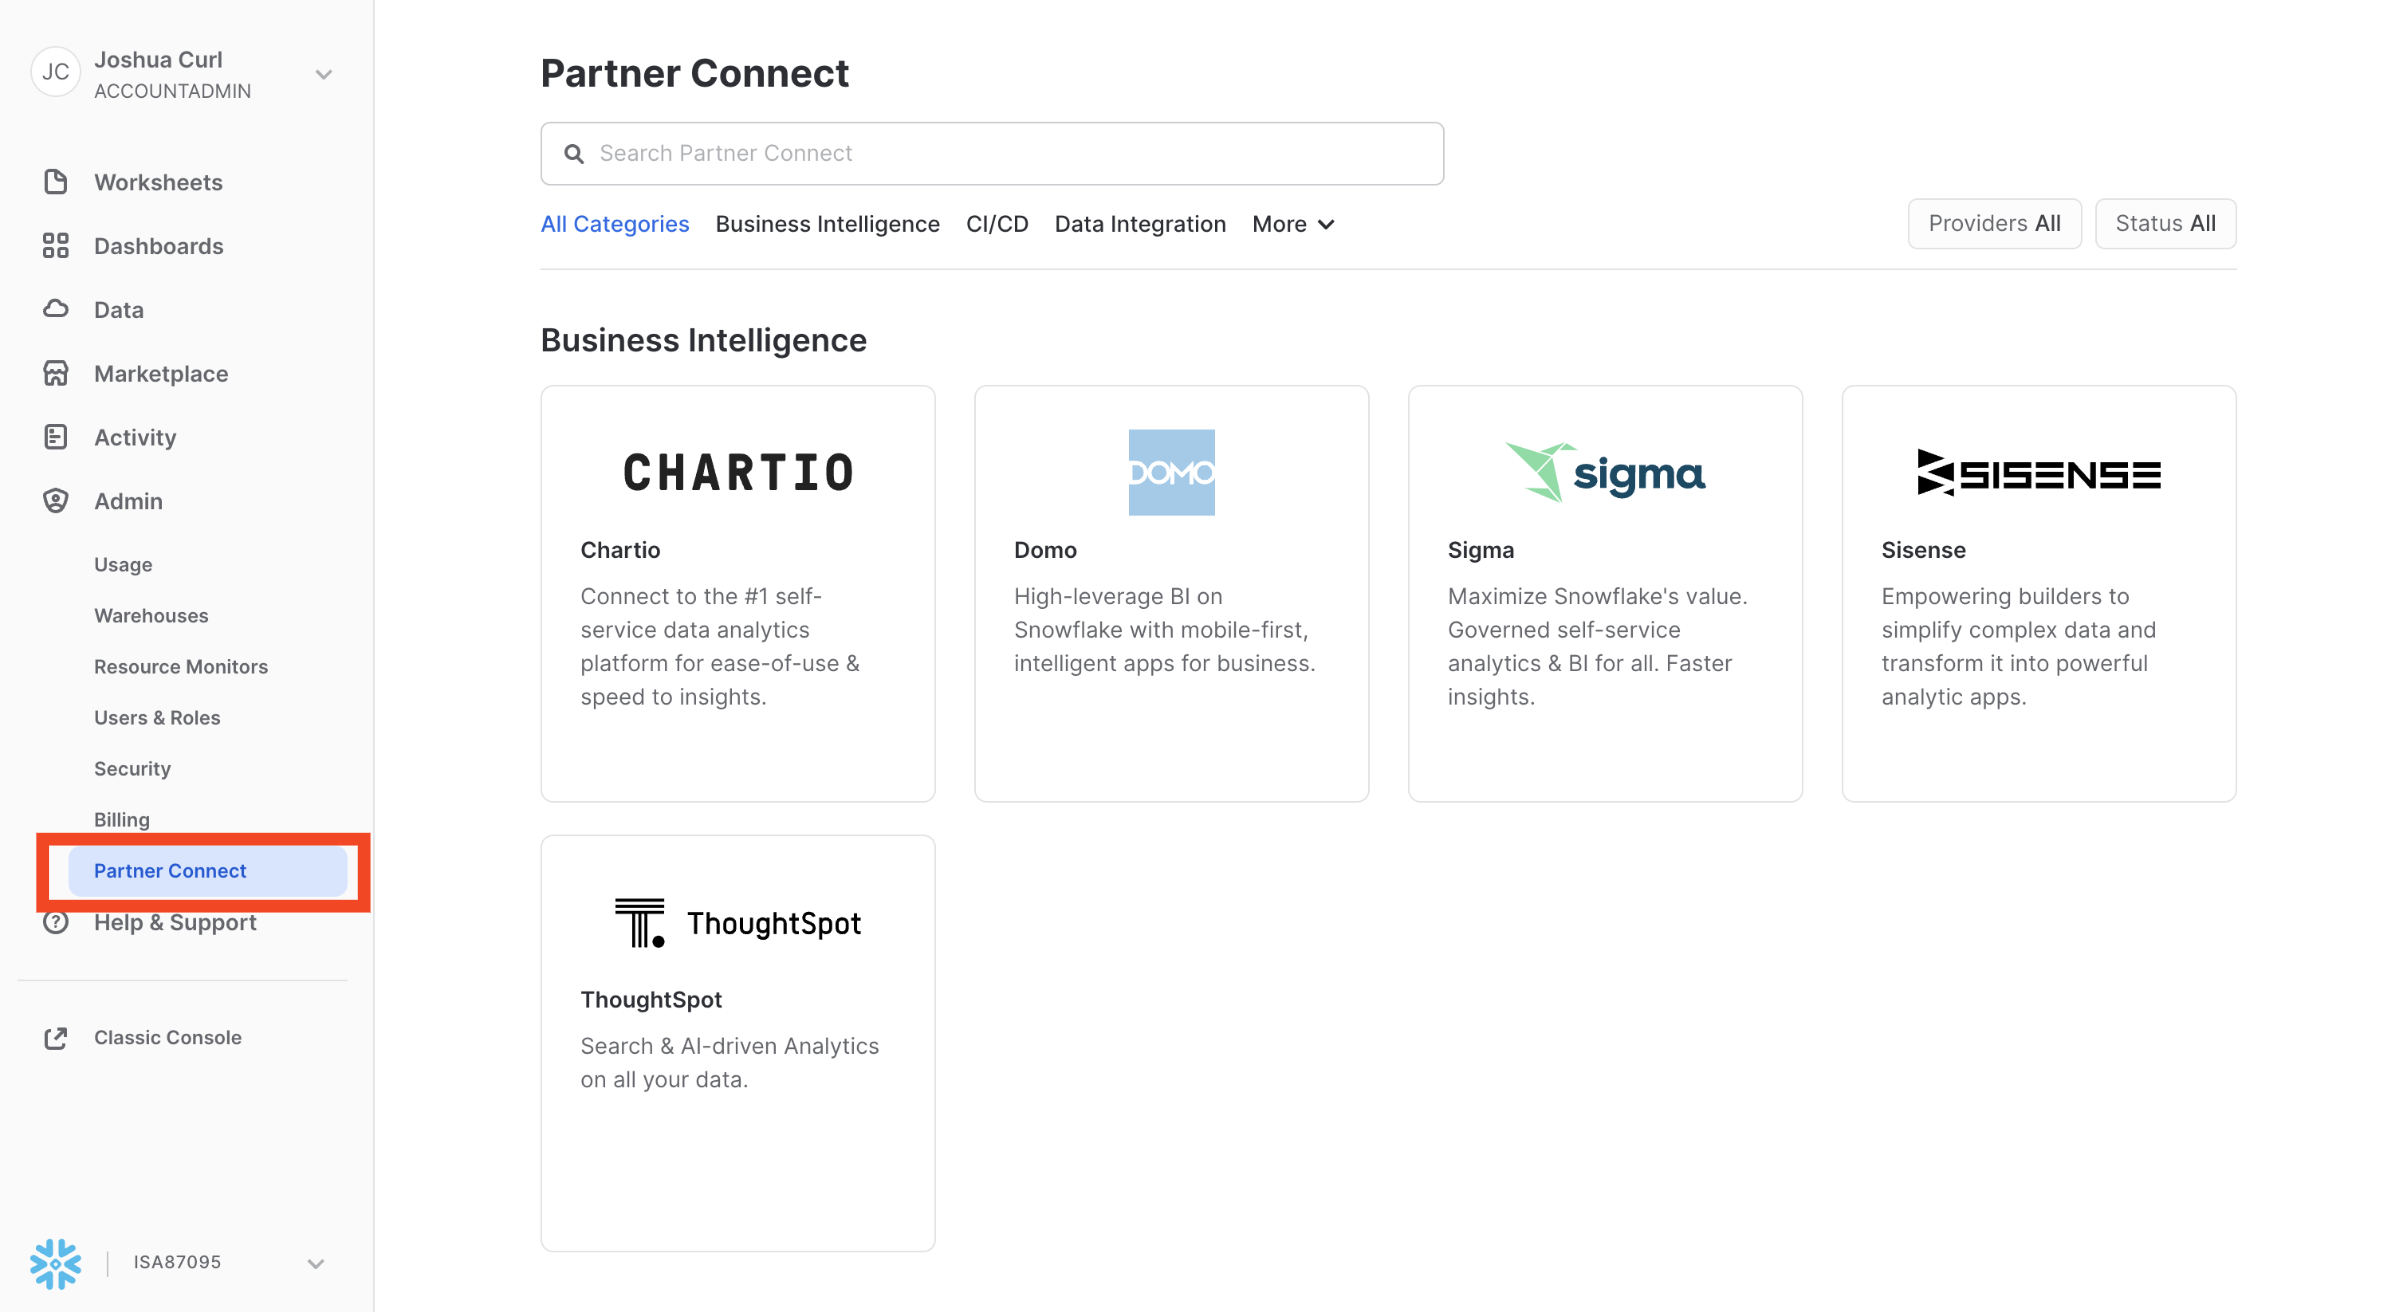 JC
Joshua Curl
ACCOUNTADMIN
Worksheets
Dashboards
Data
Marketplace
Activity
Admin
Usage
Warehouses
Resource Monitors
Users & Roles
Security
Billing
Partner Connect
Help & Support
Classic Console
ISA87095
Partner Connect
Search Partner Connect
All Categories Business Intelligence CI/CD Data Integration More
Providers All Status All
Business Intelligence
CHARTIO
Chartio
Connect to the #1 self-
service data analytics
platform for ease-of-use &
speed to insights.
DOMO
Domo
High-leverage BI on
Snowflake with mobile-first,
intelligent apps for business.
sigma
Sigma
Maximize Snowflake's value.
Governed self-service
analytics & BI for all. Faster
insights.
SISENSE
Sisense
Empowering builders to
simplify complex data and
transform it into powerful
analytic apps.
ThoughtSpot
ThoughtSpot
Search & AI-driven Analytics
on all your data.